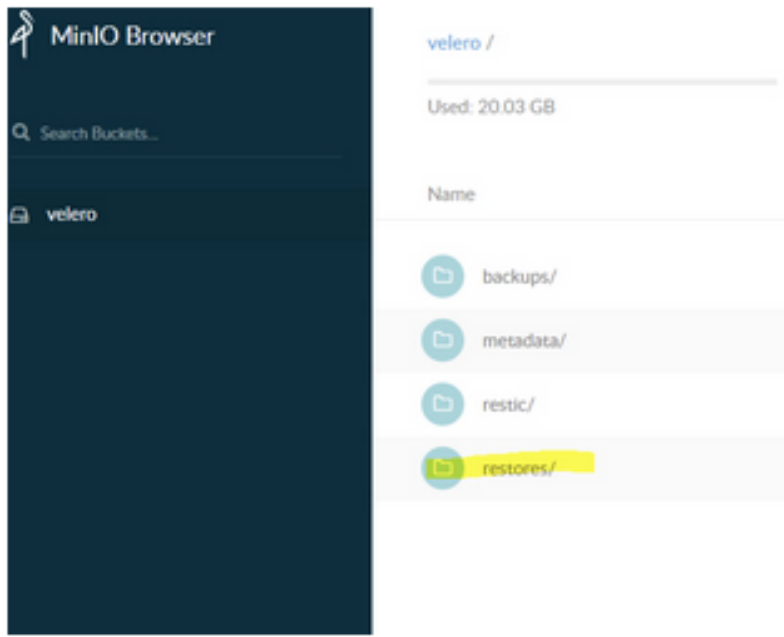 MinIO Browser
Search Buckets...
velero
velero /
Used: 20.03 GB
Name
backups/
metadata/
restic/
restores/